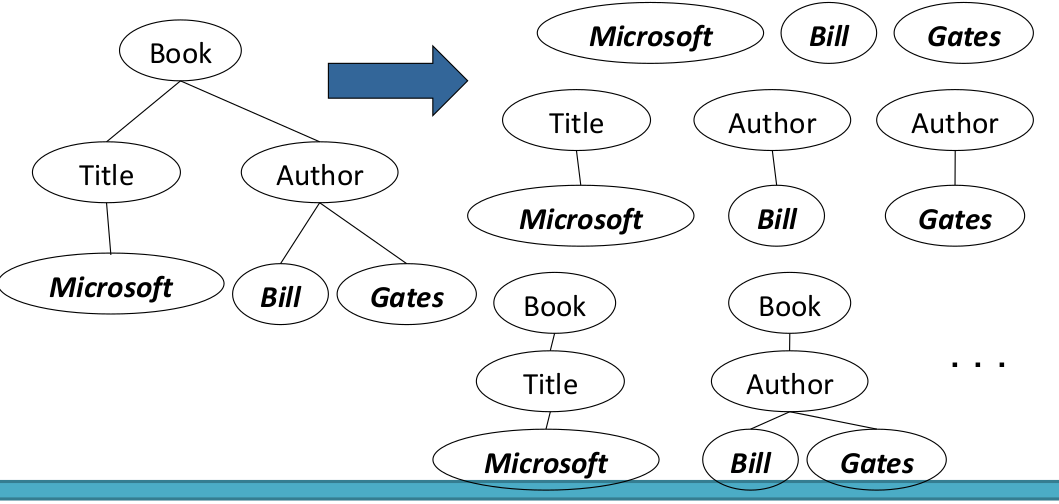 Book
Title Author
Microsoft Bill Gates
Microsoft Bill Gates
Title Author Author
Microsoft Bill Gates
Book Book
Title Author
. . .
Microsoft Bill Gates